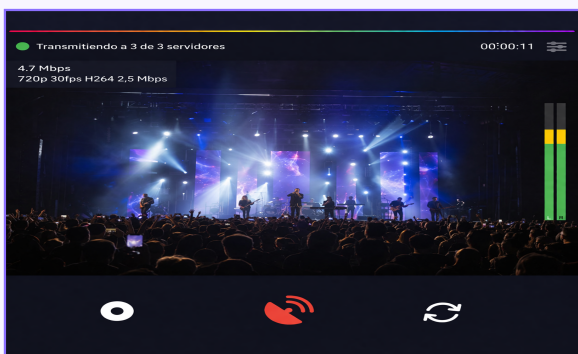 Transmitiendo a 3 de 3 servidores
00:00:11
4.7 Mbps
720p 30fps H264 2,5 Mbps